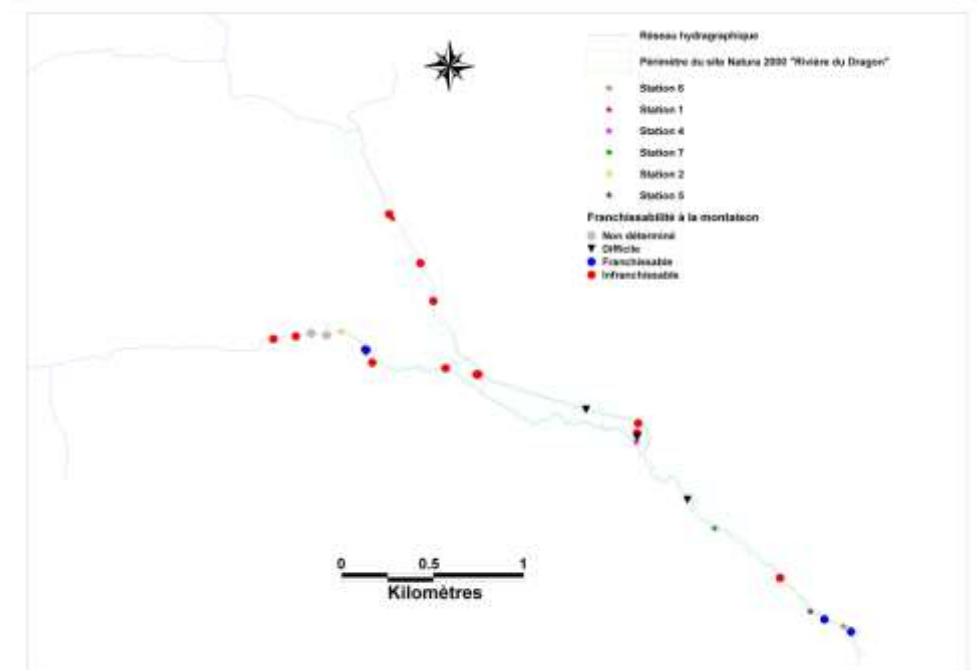 Réseau hydragraphique
Périmètre du site Natura 2000 "Rivière du Dragon"
Station 6
Station 1
Station 4
Station 7
Station 2
Station 5
Franchissabilité à la montaison
Non déterminé
Difficile
Franchissable
Infranchissable
0 0.5 1
Kilomètres